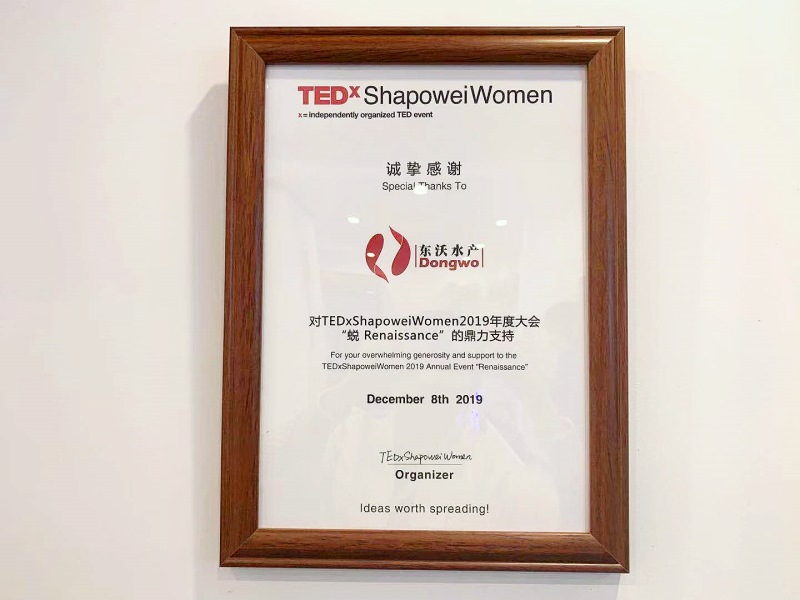 TEDx ShapoweiWomen
x = independently organized TED event
诚挚感谢
Special Thanks To
东沃水产
Dongwo
对TEDxShapoweiWomen2019年度大会
“蜕 Renaissance”的鼎力支持
For your overwhelming generosity and support to the
TEDxShapoweiWomen 2019 Annual Event “Renaissance”
December 8th 2019
TEDxShapowei Women
Organizer
Ideas worth spreading!